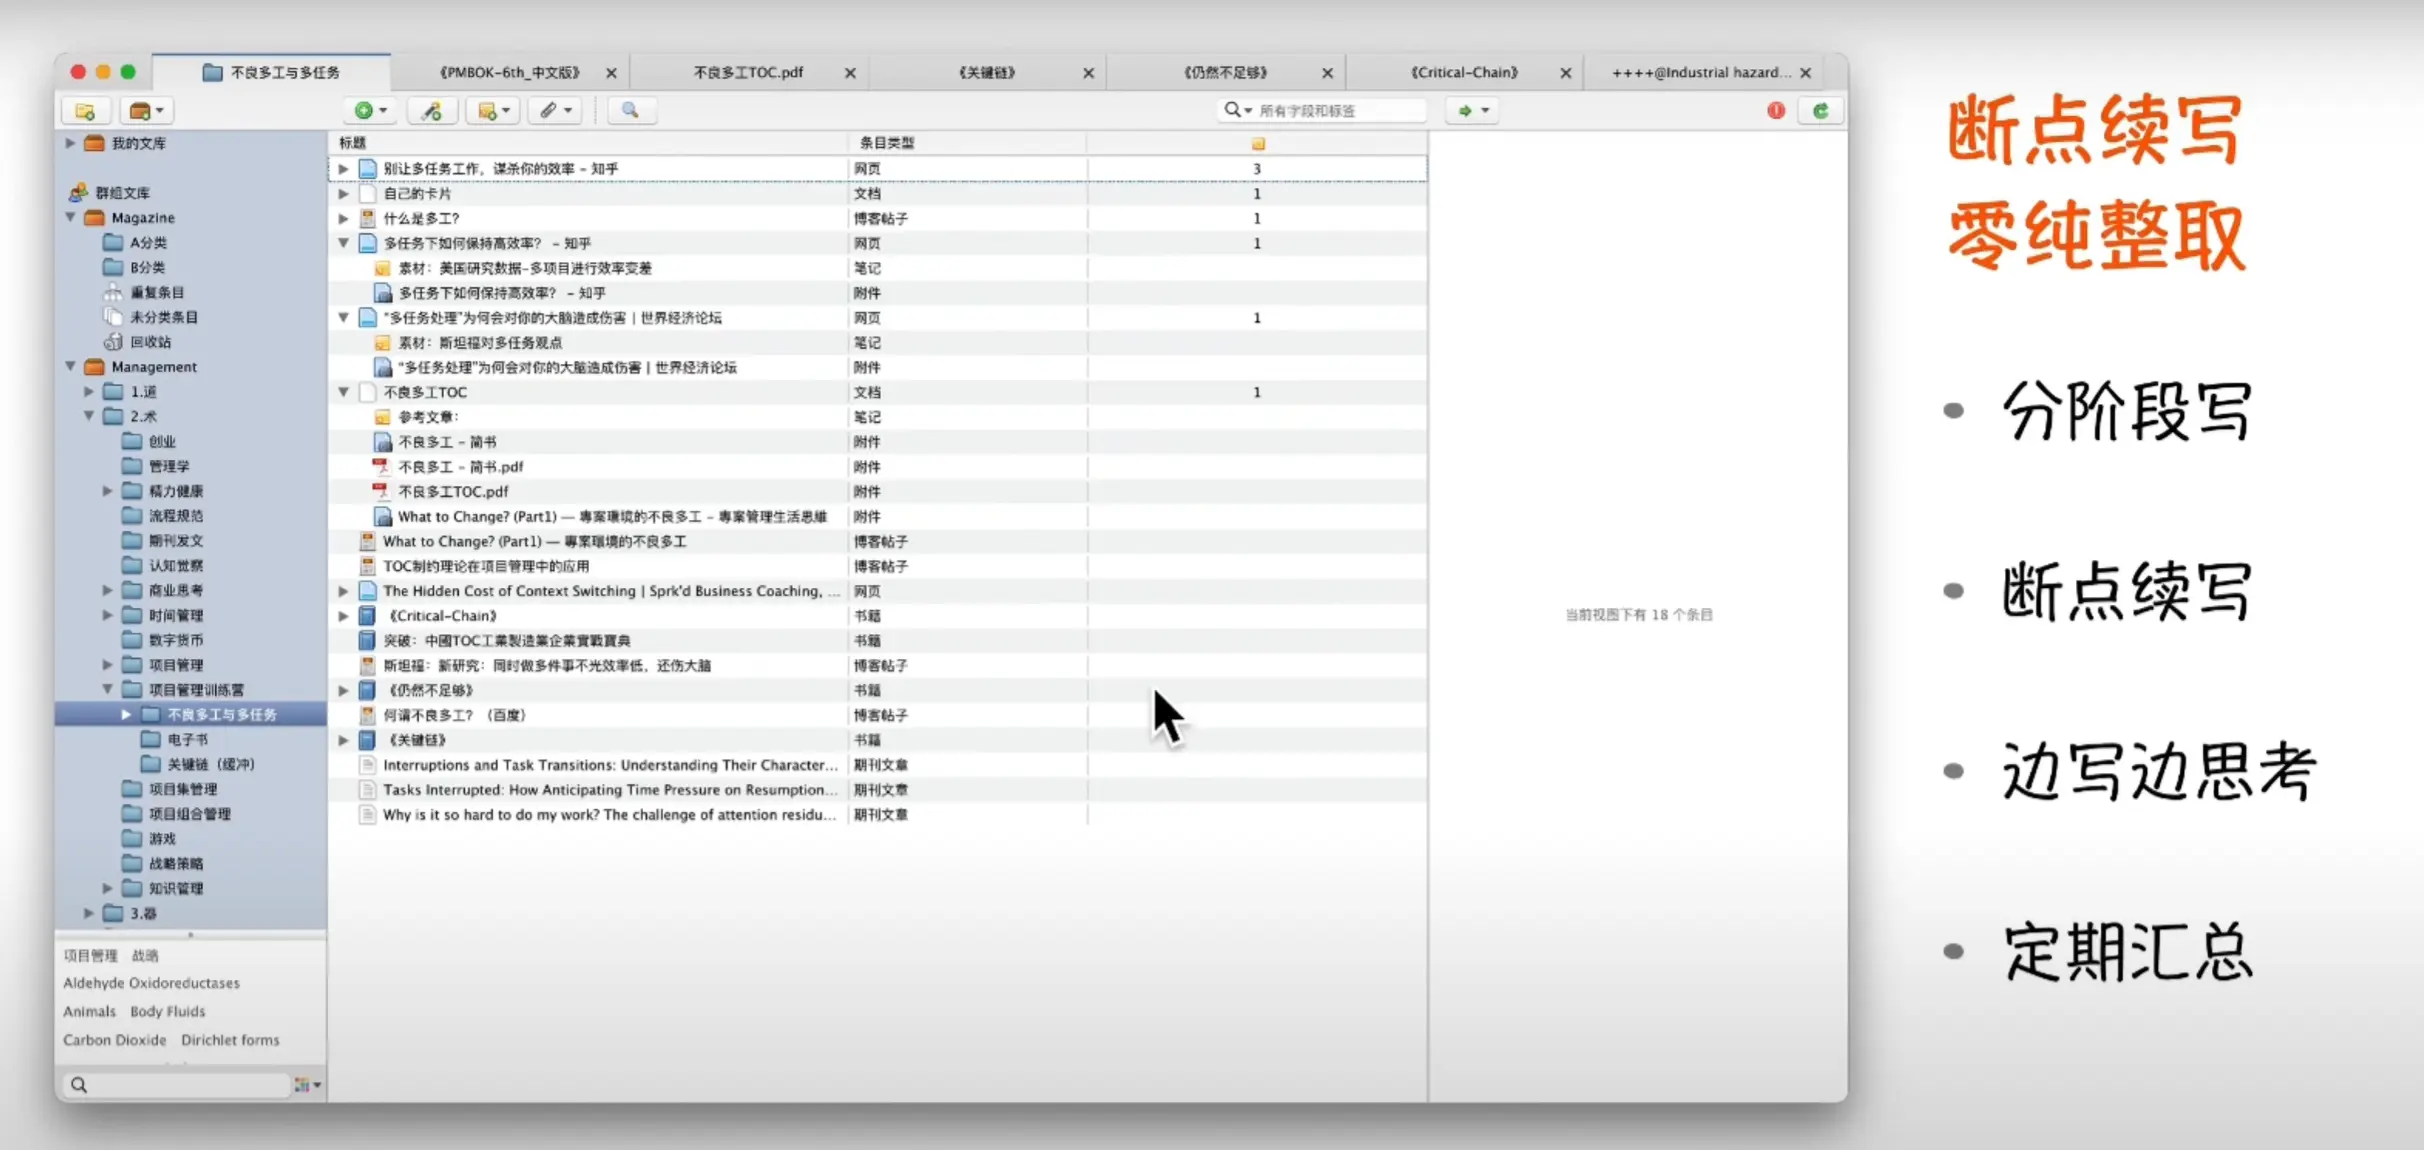 不良多工与多任务 《PMBOK-6th_中文版》 不良多工TOC.pdf 《关键链》 《仍然不足够》 《Critical-Chain》 ++++@Industrial hazard...
所有字段和标签
我的文库
群组文库
Magazine
A分类
B分类
重复条目
未分类条目
回收站
Management
1.道
2.术
创业
管理学
精力健康
流程规范
期刊发文
认知觉察
商业思考
时间管理
数字货币
项目管理
项目管理训练营
不良多工与多任务
电子书
关键链（缓冲）
项目集管理
项目组合管理
游戏
战略策略
知识管理
3.器
项目管理 战略
Aldehyde Oxidoreductases
Animals Body Fluids
Carbon Dioxide Dirichlet forms
标题 条目类型
别让多任务工作，谋杀你的效率 - 知乎 网页 3
自己的卡片 文档 1
什么是多工？ 博客帖子 1
多任务下如何保持高效率？ - 知乎 网页 1
素材：美国研究数据-多项目进行效率变差 笔记
多任务下如何保持高效率？ - 知乎 附件
“多任务处理”为何会对你的大脑造成伤害 | 世界经济论坛 网页 1
素材：斯坦福对多任务观点 笔记
“多任务处理”为何会对你的大脑造成伤害 | 世界经济论坛 附件
不良多工TOC 文档 1
参考文章： 笔记
不良多工 - 简书 附件
不良多工 - 简书.pdf 附件
不良多工TOC.pdf 附件
What to Change? (Part1) — 專案環境的不良多工 - 專案管理生活思維 附件
What to Change? (Part1) — 專案環境的不良多工 博客帖子
TOC制约理论在项目管理中的应用 博客帖子
The Hidden Cost of Context Switching | Sprk'd Business Coaching, ... 网页
《Critical-Chain》 书籍
突破：中國TOC工業製造業企業實戰寶典 书籍
斯坦福：新研究：同时做多件事不光效率低，还伤大脑 博客帖子
《仍然不足够》 书籍
何谓不良多工？（百度） 博客帖子
《关键链》 书籍
Interruptions and Task Transitions: Understanding Their Character... 期刊文章
Tasks Interrupted: How Anticipating Time Pressure on Resumption... 期刊文章
Why is it so hard to do my work? The challenge of attention residu... 期刊文章
当前视图下有 18 个条目
断点续写
零纯整取
• 分阶段写
• 断点续写
• 边写边思考
• 定期汇总